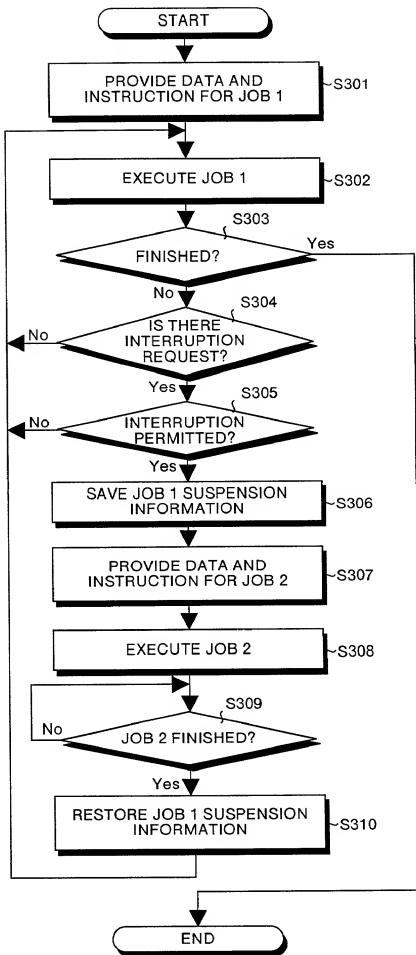 START
PROVIDE DATA AND
INSTRUCTION FOR JOB 1
S301
EXECUTE JOB 1
S302
S303
FINISHED?
Yes
No
S304
IS THERE
INTERRUPTION
REQUEST?
No
Yes
S305
INTERRUPTION
PERMITTED?
No
Yes
SAVE JOB 1 SUSPENSION
INFORMATION
S306
PROVIDE DATA AND
INSTRUCTION FOR JOB 2
S307
EXECUTE JOB 2
S308
S309
JOB 2 FINISHED?
No
Yes
RESTORE JOB 1 SUSPENSION
INFORMATION
S310
END